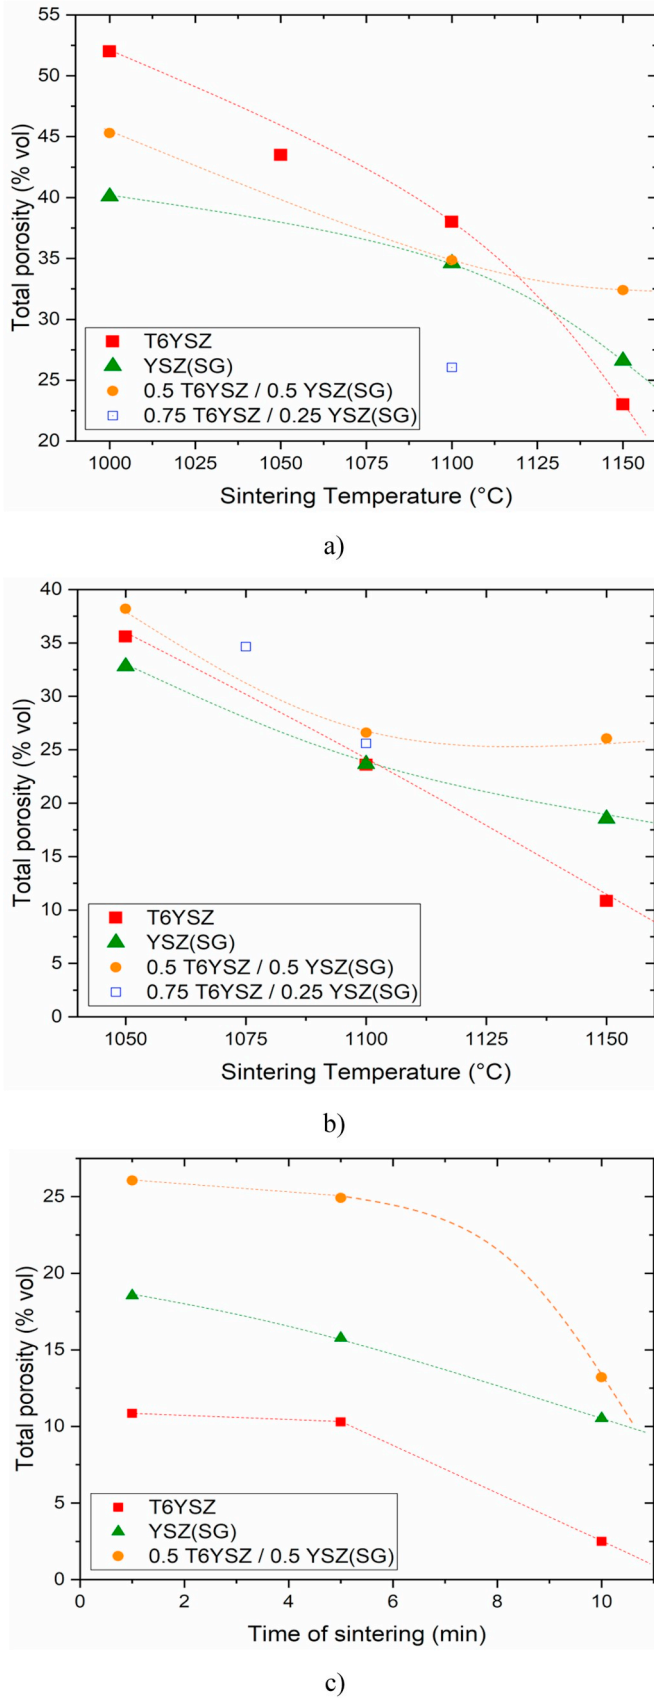 55
50
45
40
35
30
25
20
Total porosity (% vol)
T6YSZ
YSZ(SG)
0.5 T6YSZ / 0.5 YSZ(SG)
0.75 T6YSZ / 0.25 YSZ(SG)
1000 1025 1050 1075 1100 1125 1150
Sintering Temperature (°C)
a)
40
35
30
25
20
15
10
5
0
Total porosity (% vol)
T6YSZ
YSZ(SG)
0.5 T6YSZ / 0.5 YSZ(SG)
0.75 T6YSZ / 0.25 YSZ(SG)
1050 1075 1100 1125 1150
Sintering Temperature (°C)
b)
25
20
15
10
5
0
Total porosity (% vol)
T6YSZ
YSZ(SG)
0.5 T6YSZ / 0.5 YSZ(SG)
0 2 4 6 8 10
Time of sintering (min)
c)